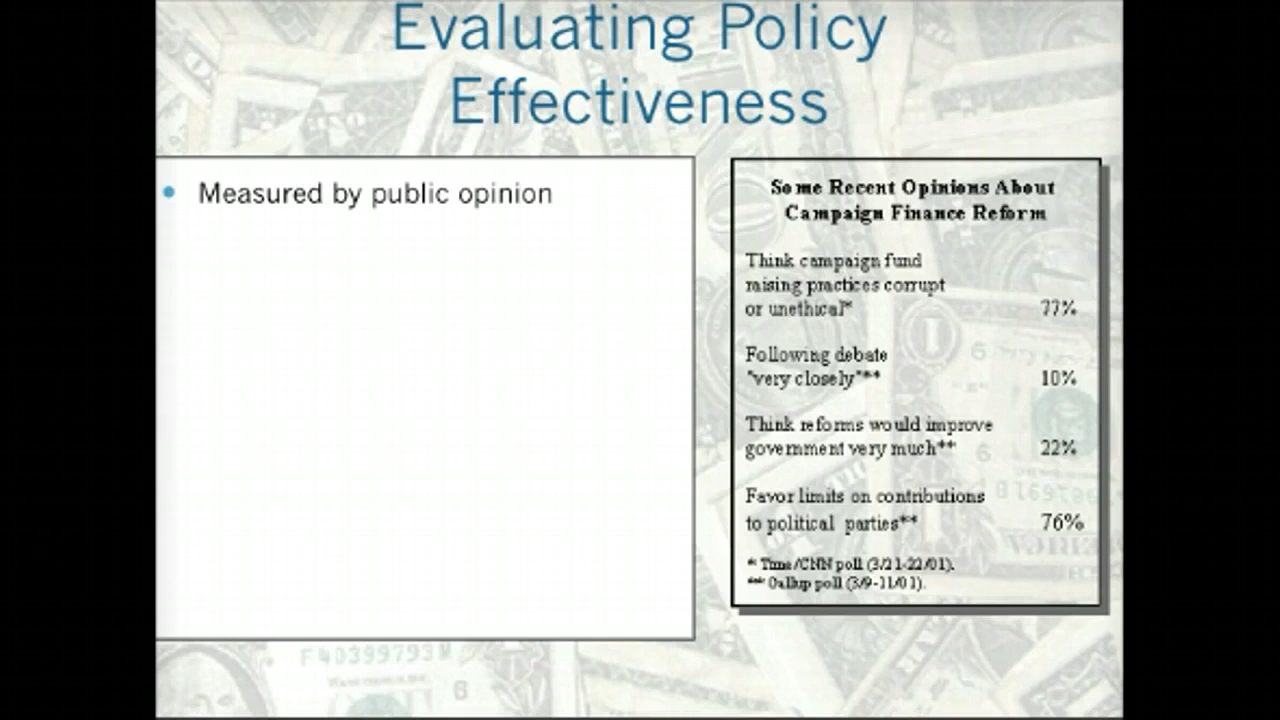 Evaluating Policy
Effectiveness
• Measured by public opinion
Some Recent Opinions About
Campaign Finance Reform
Think campaign fund
raising practices corrupt
or unethical* 77%
Following debate
"very closely"** 10%
Think reforms would improve
government very much** 22%
Favor limits on contributions
to political parties** 76%
* Time/CNN poll (3/21-22/01).
** Gallup poll (3/9-11/01).
F40399793
6